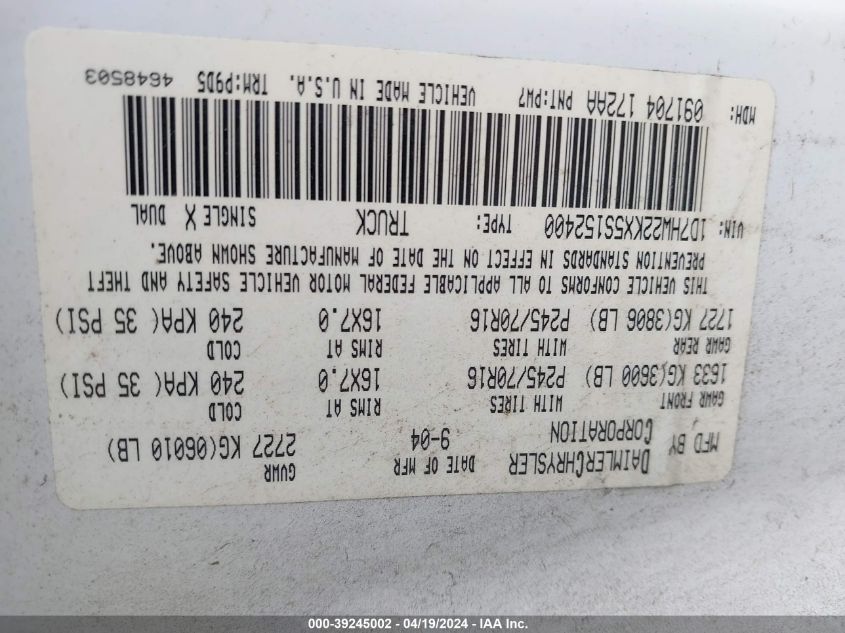 MFD BY DAIMLERCHRYSLER CORPORATION DATE OF MFR 9-04 GVWR 2727 KG(06010 LB)
GAWR FRONT WITH TIRES RIMS AT COLD
1633 KG(3600 LB) P245/70R16 16X7.0 240 KPA( 35 PSI)
GAWR REAR WITH TIRES RIMS AT COLD
1727 KG(3806 LB) P245/70R16 16X7.0 240 KPA( 35 PSI)
THIS VEHICLE CONFORMS TO ALL APPLICABLE FEDERAL MOTOR VEHICLE SAFETY AND THEFT
PREVENTION STANDARDS IN EFFECT ON THE DATE OF MANUFACTURE SHOWN ABOVE.
VIN: 1D7HW22KX5S152400 TYPE: TRUCK SINGLE X DUAL
MDH: 091704 172AA PNT:PW7 VEHICLE MADE IN U.S.A. TRM:P9D5 4648503
000-39245002 - 04/19/2024 - IAA Inc.